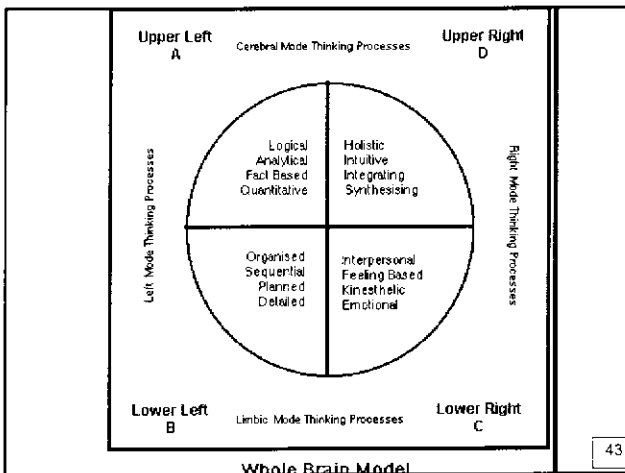 Upper Left
A
Cerebral Mode Thinking Processes
Upper Right
D
Left Mode Thinking Processes
Logical
Analytical
Fact Based
Quantitative
Holistic
Intuitive
Integrating
Synthesising
Right Mode Thinking Processes
Organised
Sequential
Planned
Detailed
Interpersonal
Feeling Based
Kinesthelic
Emotional
Lower Left
B
Limbic Mode Thinking Processes
Lower Right
C
Whole Brain Model
43